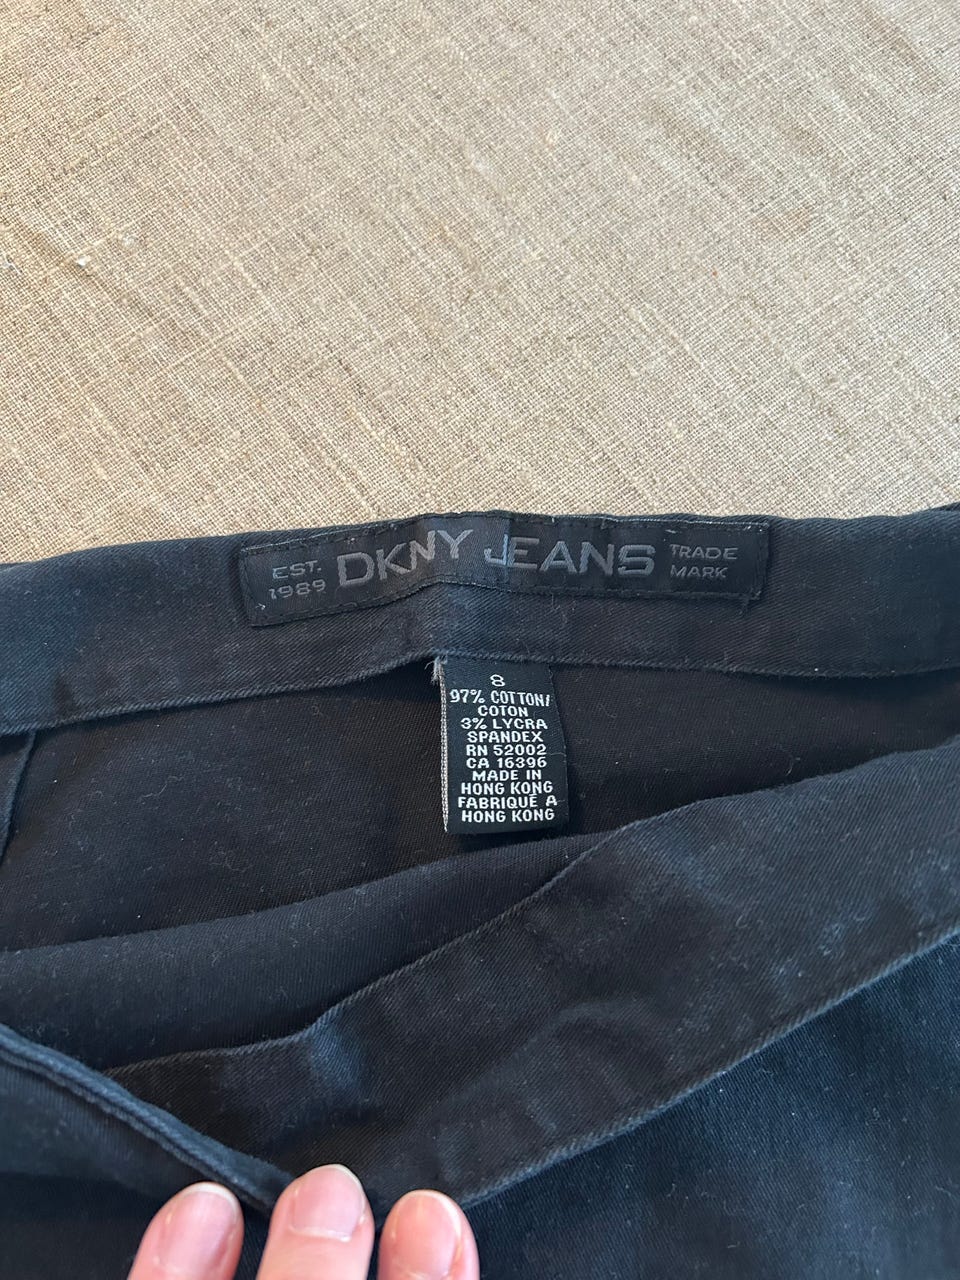 EST.
1989
DKNY JEANS
TRADE
MARK
8
97% COTTON/
COTON
3% LYCRA
SPANDEX
RN 52002
CA 16396
MADE IN
HONG KONG
FABRIQUÉ A
HONG KONG